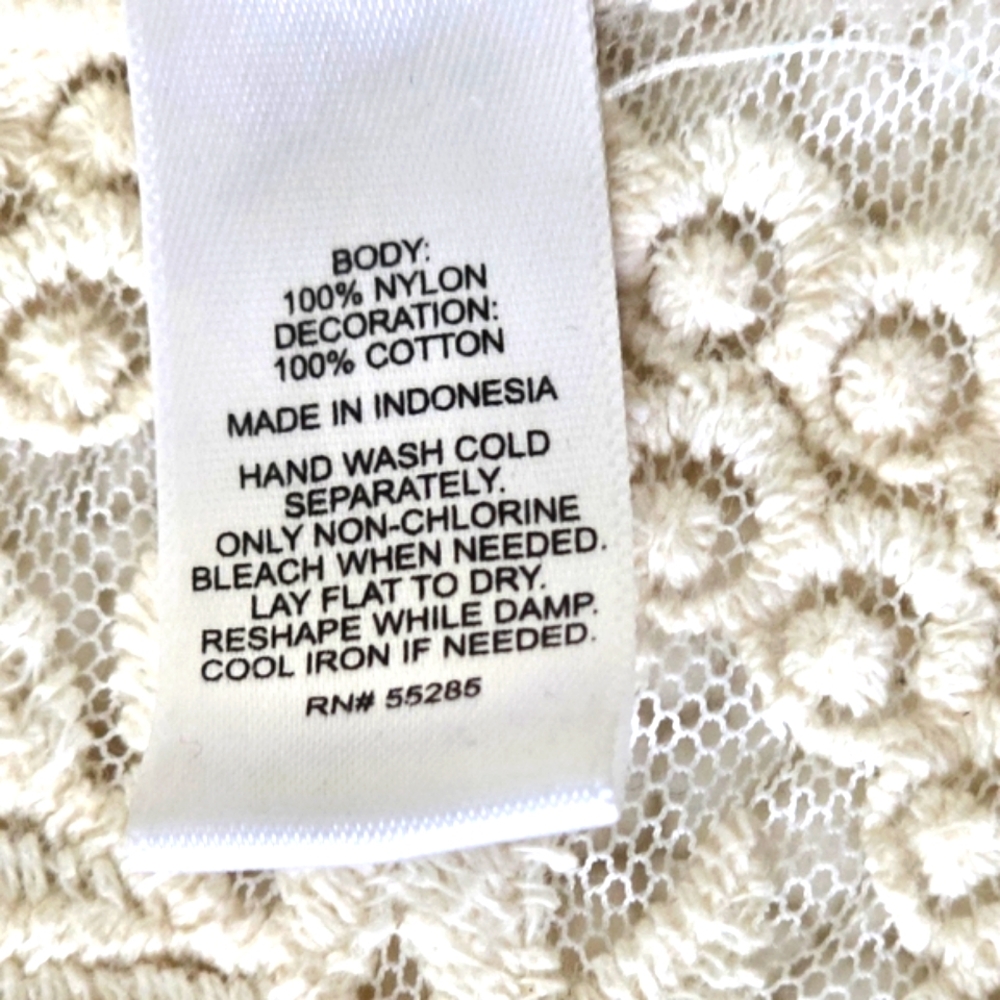 BODY:
100% NYLON
DECORATION:
100% COTTON
MADE IN INDONESIA
HAND WASH COLD
SEPARATELY.
ONLY NON-CHLORINE
BLEACH WHEN NEEDED.
LAY FLAT TO DRY.
RESHAPE WHILE DAMP.
COOL IRON IF NEEDED.
RN# 55285